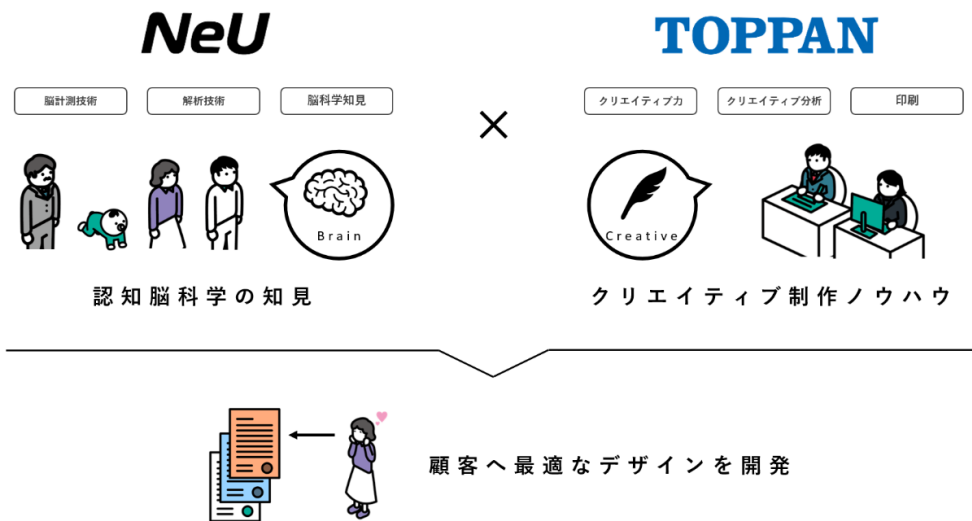 NeU
TOPPAN
脳計測技術
解析技術
脳科学知見
クリエイティブ力
クリエイティブ分析
印刷
×
Brain
Creative
認知脳科学の知見
クリエイティブ制作ノウハウ
顧客へ最適なデザインを開発